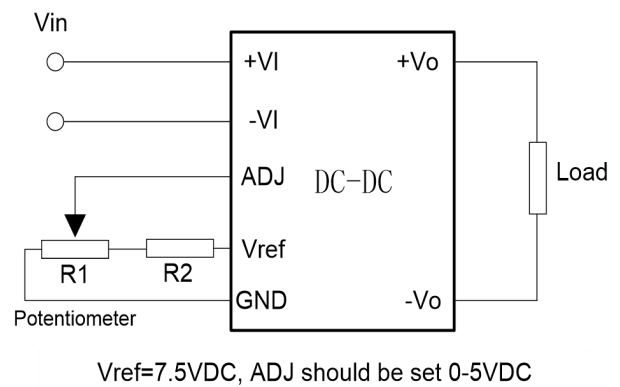 Vin
+VI
+Vo
-VI
ADJ
DC-DC
Load
Vref
R1
R2
GND
-Vo
Potentiometer
Vref=7.5VDC, ADJ should be set 0-5VDC